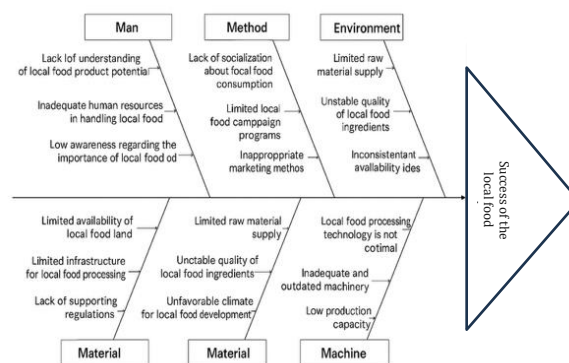 Man
Method
Environment
Lack lof understanding
of local food product potential
Inadequate human resources
in handling local food
Low awareness regarding the
importance of local food od
Lack of socialization
about focal food
consumption
Limited local
food camppaign
programs
Inapproppriate
marketing methos
Limited raw
material supply
Unstable quality
of local food
ingredients
Inconsistentant
availability ides
Success of the
local food
Limited availability of
local food land
Limited infrastructure
for local food processing
Lack of supporting
regulations
Limited raw material
supply
Unctable quality of
local food ingredients
Unfavorable climate
for local food development
Local food processing
technology is not
cotimal
Inadequate and
outdated machinery
Low production
capacity
Material
Material
Machine